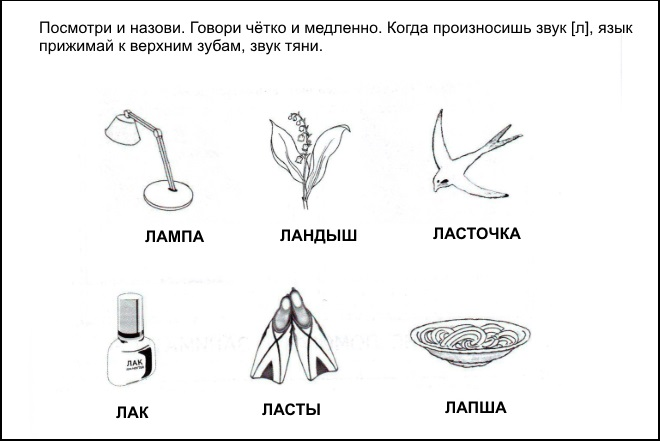 Посмотри и назови. Говори чётко и медленно. Когда произносишь звук [л], язык
прижимай к верхним зубам, звук тяни.
ЛАМПА
ЛАНДЫШ
ЛАСТОЧКА
ЛАК
ЛАК
ЛАСТЫ
ЛАПША